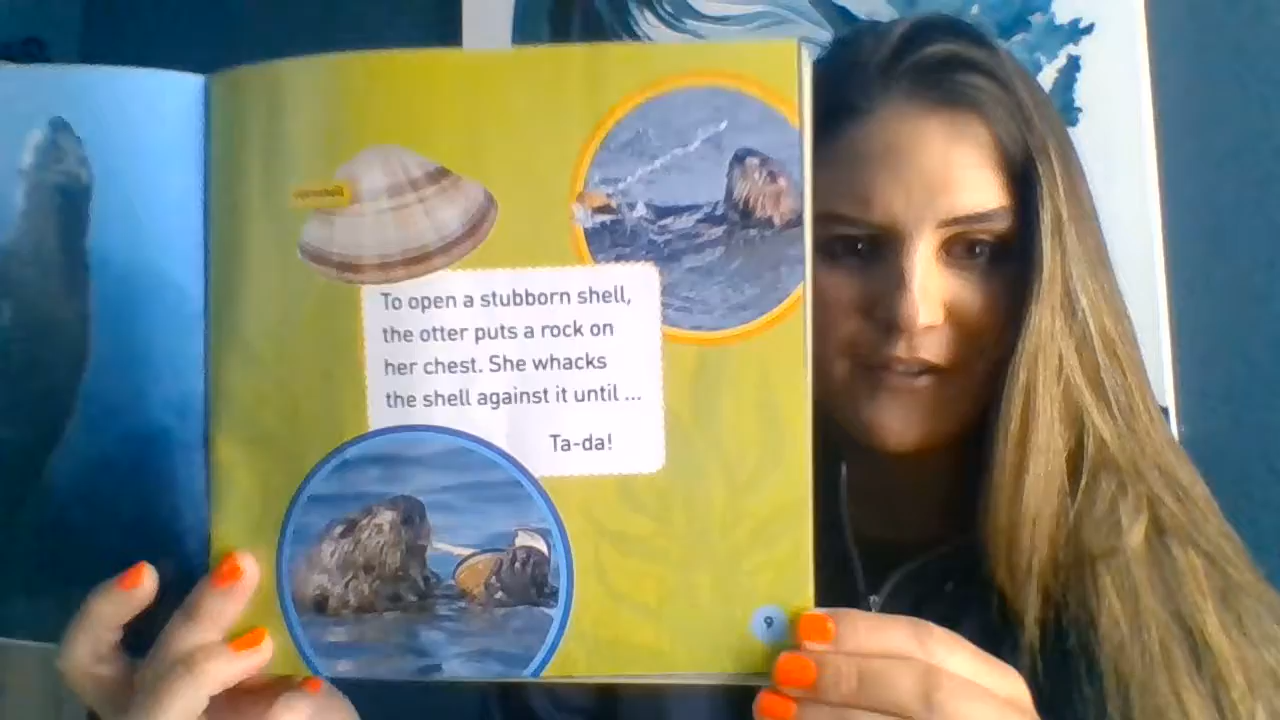 To open a stubborn shell,
the otter puts a rock on
her chest. She whacks
the shell against it until ...
Ta-da!
9